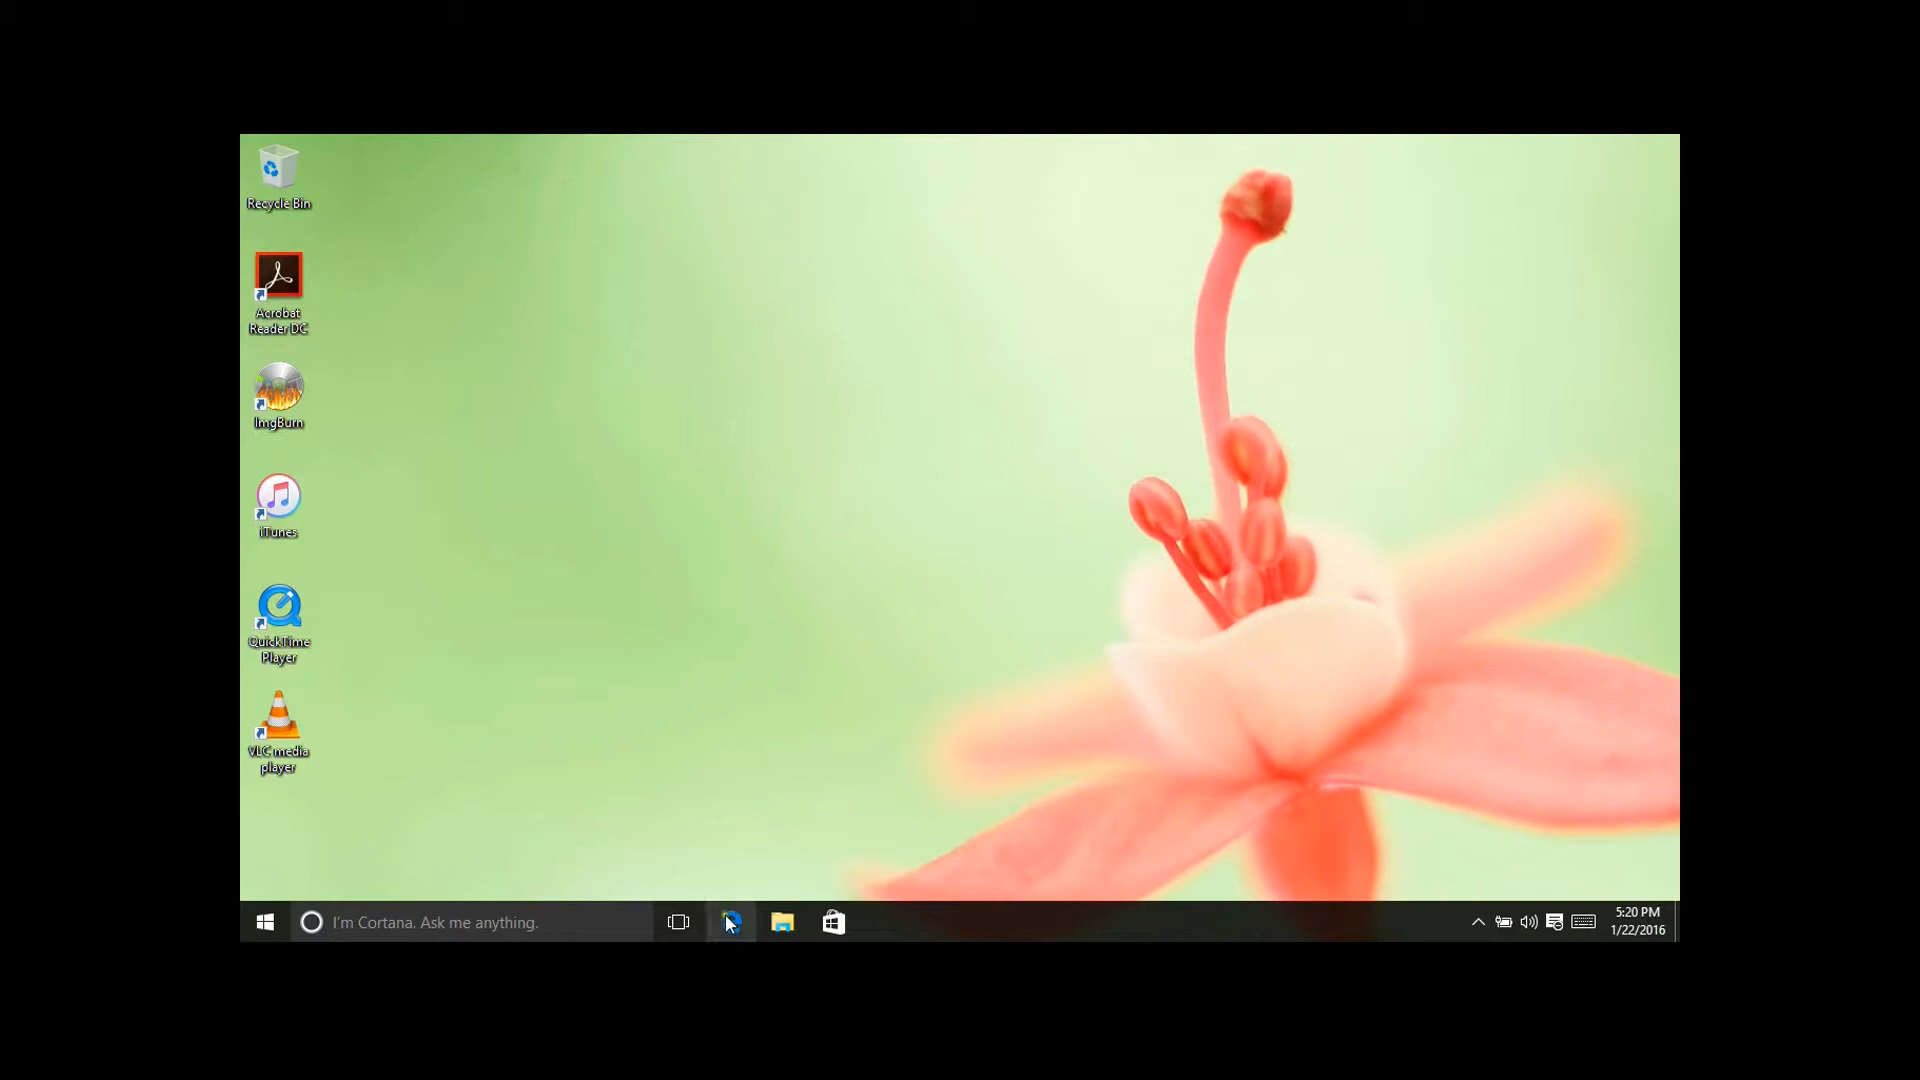 Recycle Bin
Acrobat
Reader DC
ImgBurn
iTunes
QuickTime
Player
VLC media
player
I'm Cortana. Ask me anything.
5:20 PM
1/22/2016